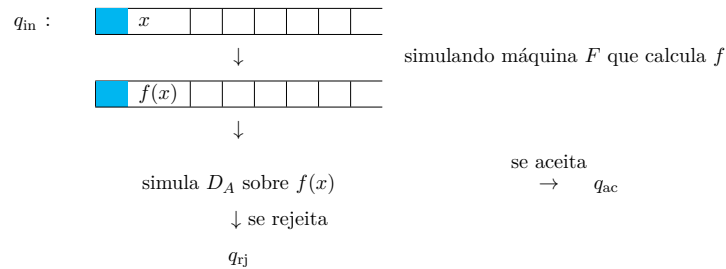 q_in : x
↓ simulando máquina F que calcula f
f(x)
↓
se aceita
simula D_A sobre f(x) → q_ac
↓ se rejeita
q_rj